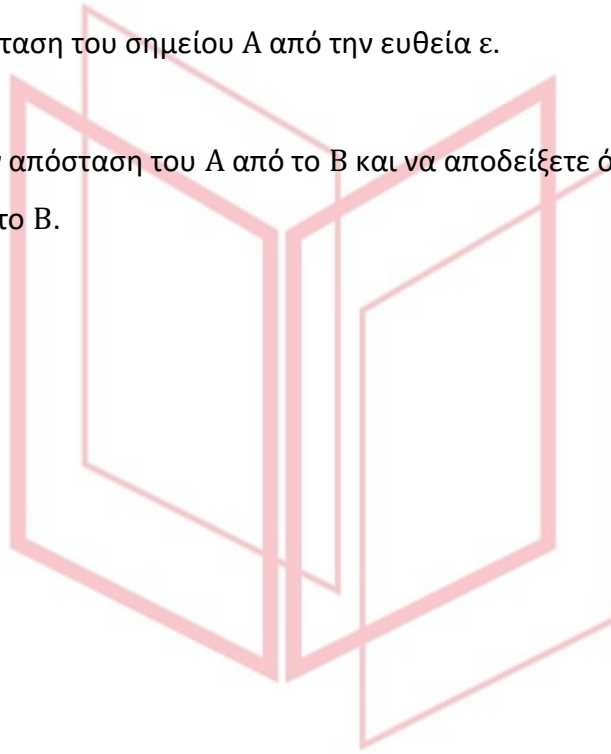 ταση του σημείου Α από την ευθεία ε.
απόσταση του Α από το Β και να αποδείξετε ό
το Β.